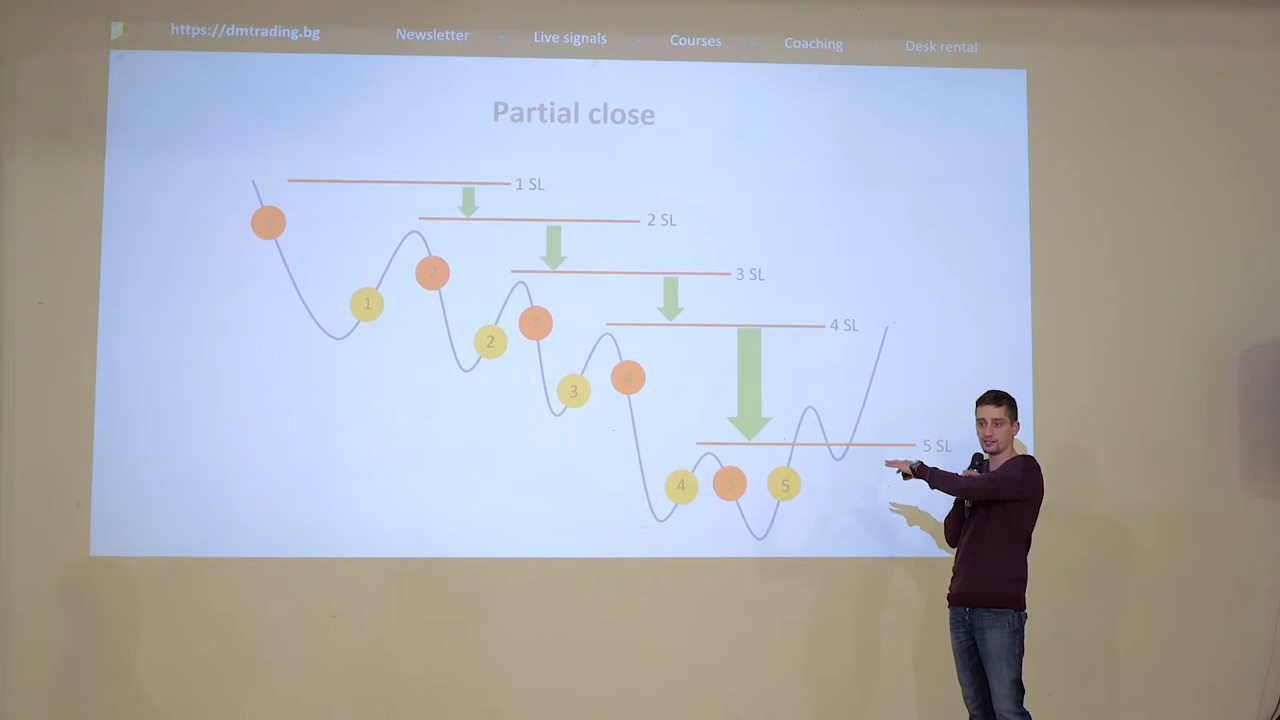 https://dmtrading.bg Newsletter - Live signals - Courses - Coaching - Desk rental
Partial close
1 SL
2 SL
3 SL
4 SL
5 SL
1
2
2
3
3
4
4
5
5